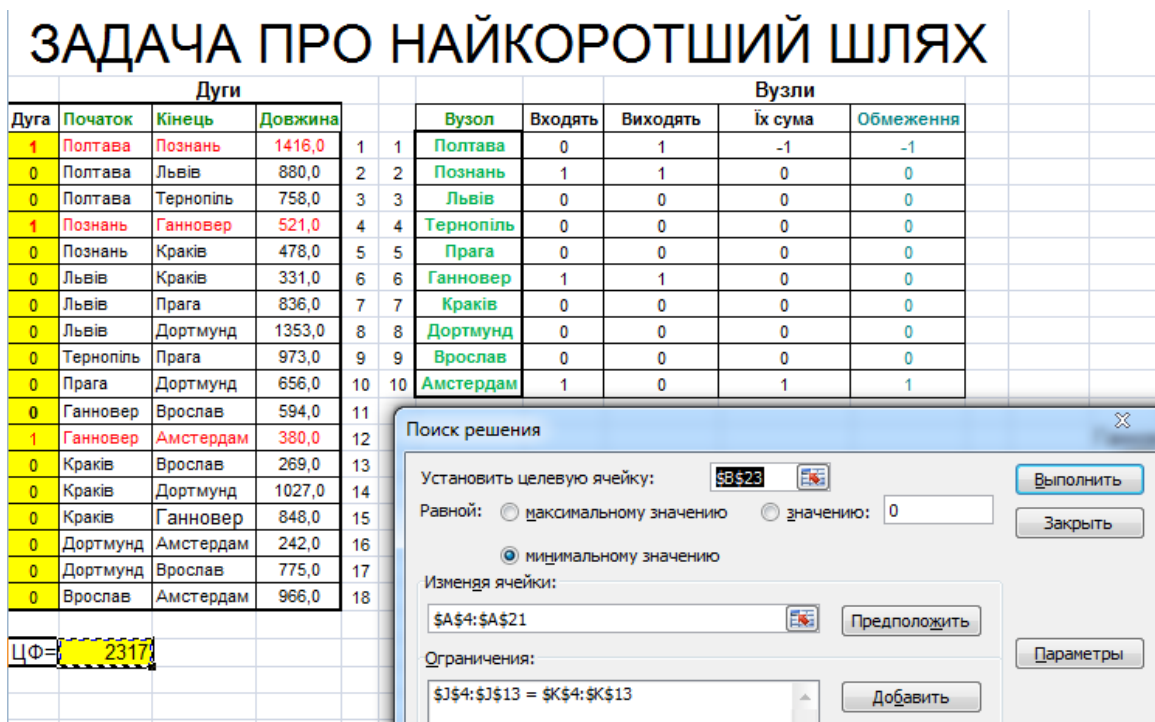 ЗАДАЧА ПРО НАЙКОРОТШИЙ ШЛЯХ
Дуги Вузли
Дуга Початок Кінець Довжина Вузол Входять Виходять Їх сума Обмеження
1 Полтава Познань 1416,0 1 1 Полтава 0 1 -1 -1
0 Полтава Львів 880,0 2 2 Познань 1 1 0 0
0 Полтава Тернопіль 758,0 3 3 Львів 0 0 0 0
1 Познань Ганновер 521,0 4 4 Тернопіль 0 0 0 0
0 Познань Краків 478,0 5 5 Прага 0 0 0 0
0 Львів Краків 331,0 6 6 Ганновер 1 1 0 0
0 Львів Прага 836,0 7 7 Краків 0 0 0 0
0 Львів Дортмунд 1353,0 8 8 Дортмунд 0 0 0 0
0 Тернопіль Прага 973,0 9 9 Врослав 0 0 0 0
0 Прага Дортмунд 656,0 10 10 Амстердам 1 0 1 1
0 Ганновер Врослав 594,0 11
1 Ганновер Амстердам 380,0 12
0 Краків Врослав 269,0 13
0 Краків Дортмунд 1027,0 14
0 Краків Ганновер 848,0 15
0 Дортмунд Амстердам 242,0 16
0 Дортмунд Врослав 775,0 17
0 Врослав Амстердам 966,0 18
ЦФ= 2317
Поиск решения
Установить целевую ячейку: $B$23 Выполнить
Равной: максимальному значению значению: 0 Закрыть
минимальному значению
Изменяя ячейки:
$A$4:$A$21 Предположить
Ограничения: Параметры
$J$4:$J$13 = $K$4:$K$13 Добавить